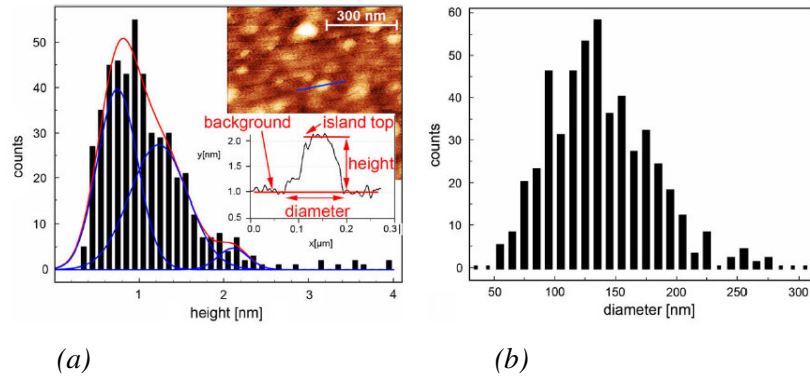 50
40
30
20
10
0
counts
1
2
3
4
height [nm]
300 nm
background
island top
height
diameter
y[nm]
2.0
1.5
1.0
0.5
0
0.1
0.2
0.3
x[µm]
(a)
60
50
40
30
20
10
0
counts
50
100
150
200
250
300
diameter [nm]
(b)